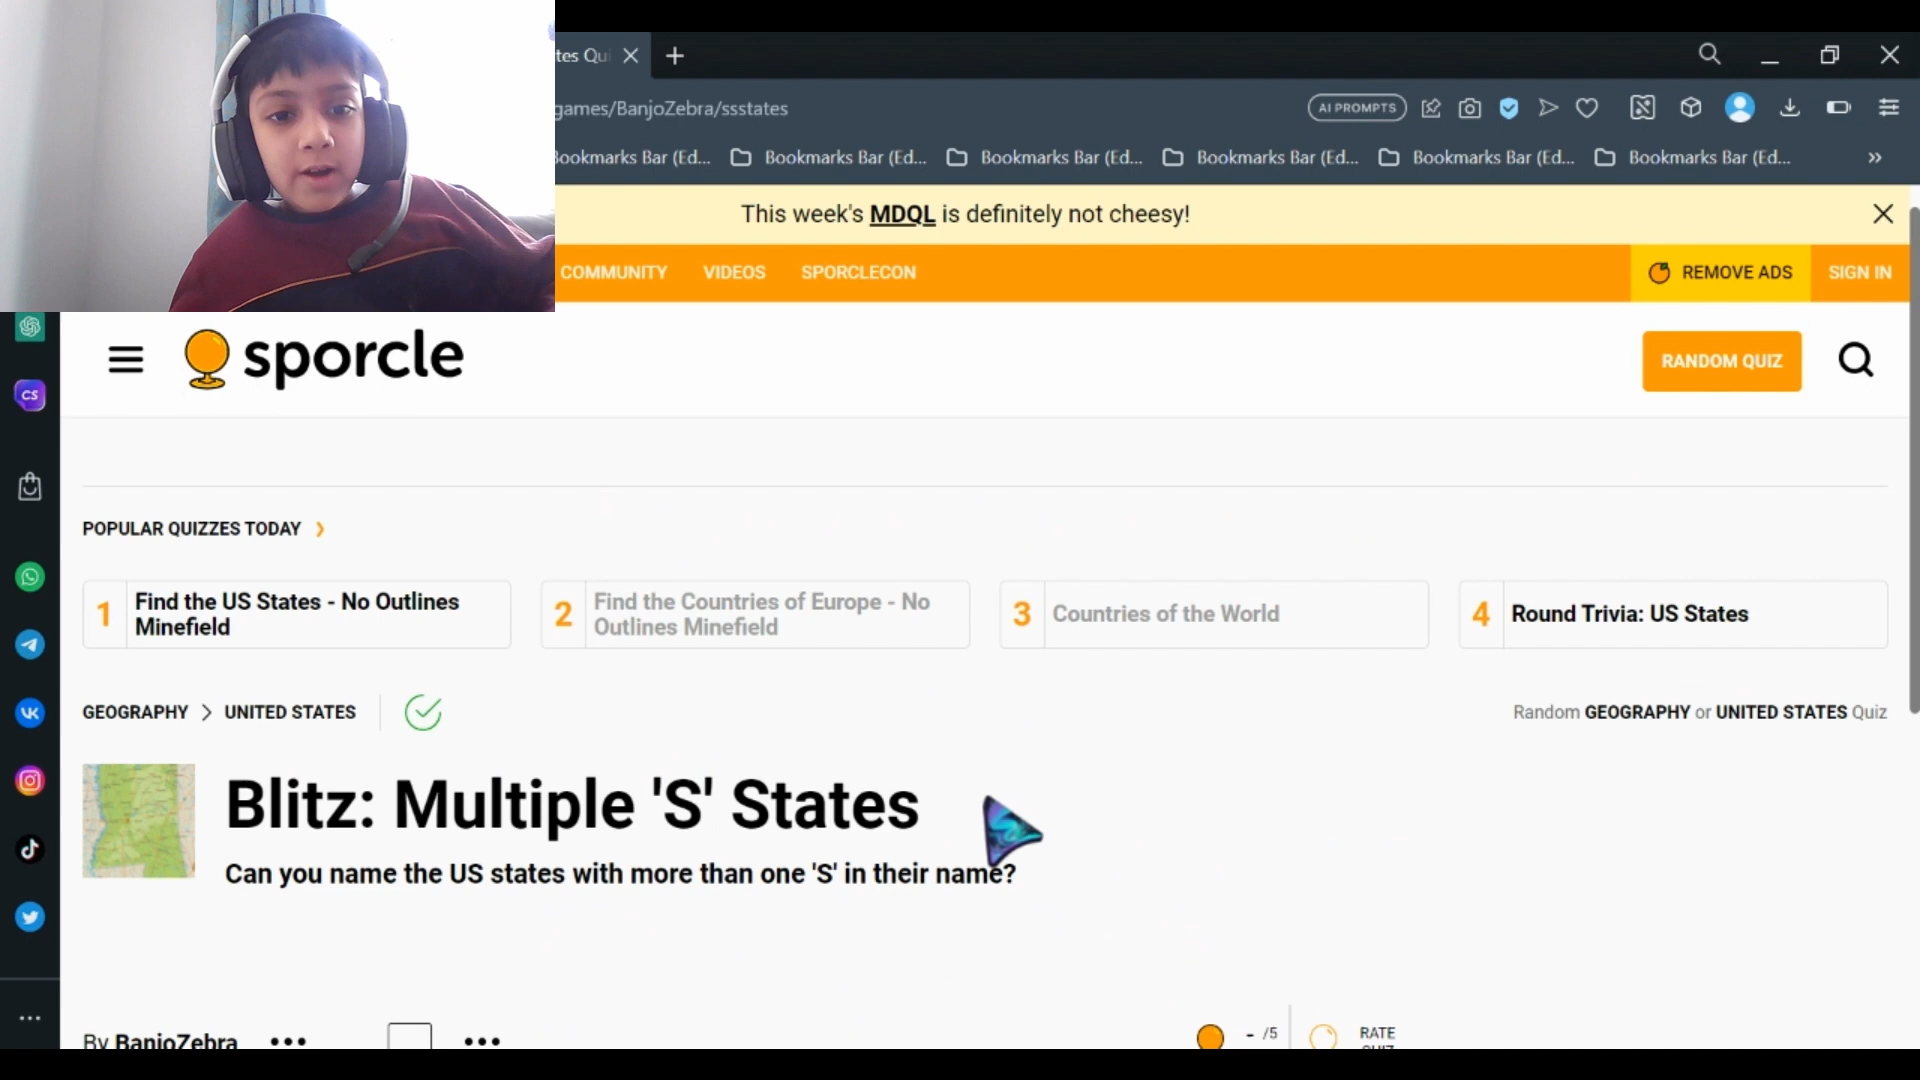 tes Qui
games/BanjoZebra/ssstates
AI PROMPTS
Bookmarks Bar (Ed...
Bookmarks Bar (Ed...
Bookmarks Bar (Ed...
Bookmarks Bar (Ed...
Bookmarks Bar (Ed...
Bookmarks Bar (Ed...
This week's MDQL is definitely not cheesy!
COMMUNITY
VIDEOS
SPORCLECON
REMOVE ADS
SIGN IN
sporcle
RANDOM QUIZ
CS
POPULAR QUIZZES TODAY
1
Find the US States - No Outlines
Minefield
2
Find the Countries of Europe - No
Outlines Minefield
3
Countries of the World
4
Round Trivia: US States
GEOGRAPHY > UNITED STATES
Random GEOGRAPHY or UNITED STATES Quiz
Blitz: Multiple 'S' States
Can you name the US states with more than one 'S' in their name?
By BanjoZebra
- /5
RATE
QUIZ